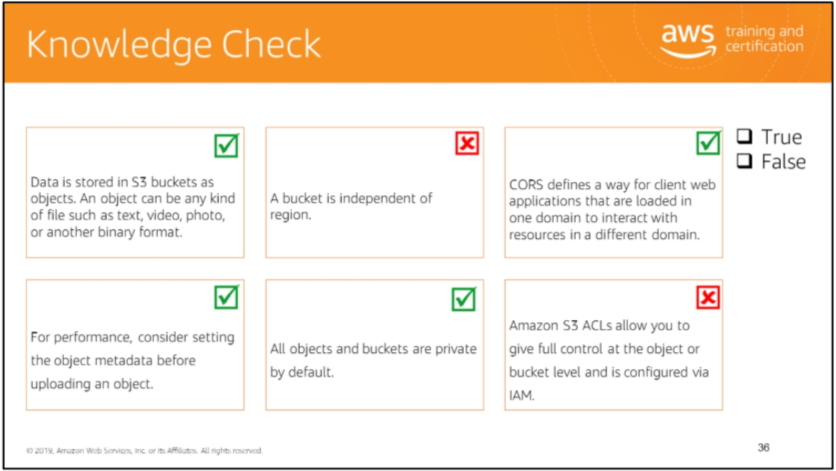 Knowledge Check
aws training and
certification
Data is stored in S3 buckets as
objects. An object can be any kind
of file such as text, video, photo,
or another binary format.
A bucket is independent of
region.
CORS defines a way for client web
applications that are loaded in
one domain to interact with
resources in a different domain.
True
False
For performance, consider setting
the object metadata before
uploading an object.
All objects and buckets are private
by default.
Amazon S3 ACLs allow you to
give full control at the object or
bucket level and is configured via
IAM.
© 2019, Amazon Web Services, Inc. or its Affiliates. All rights reserved.
36